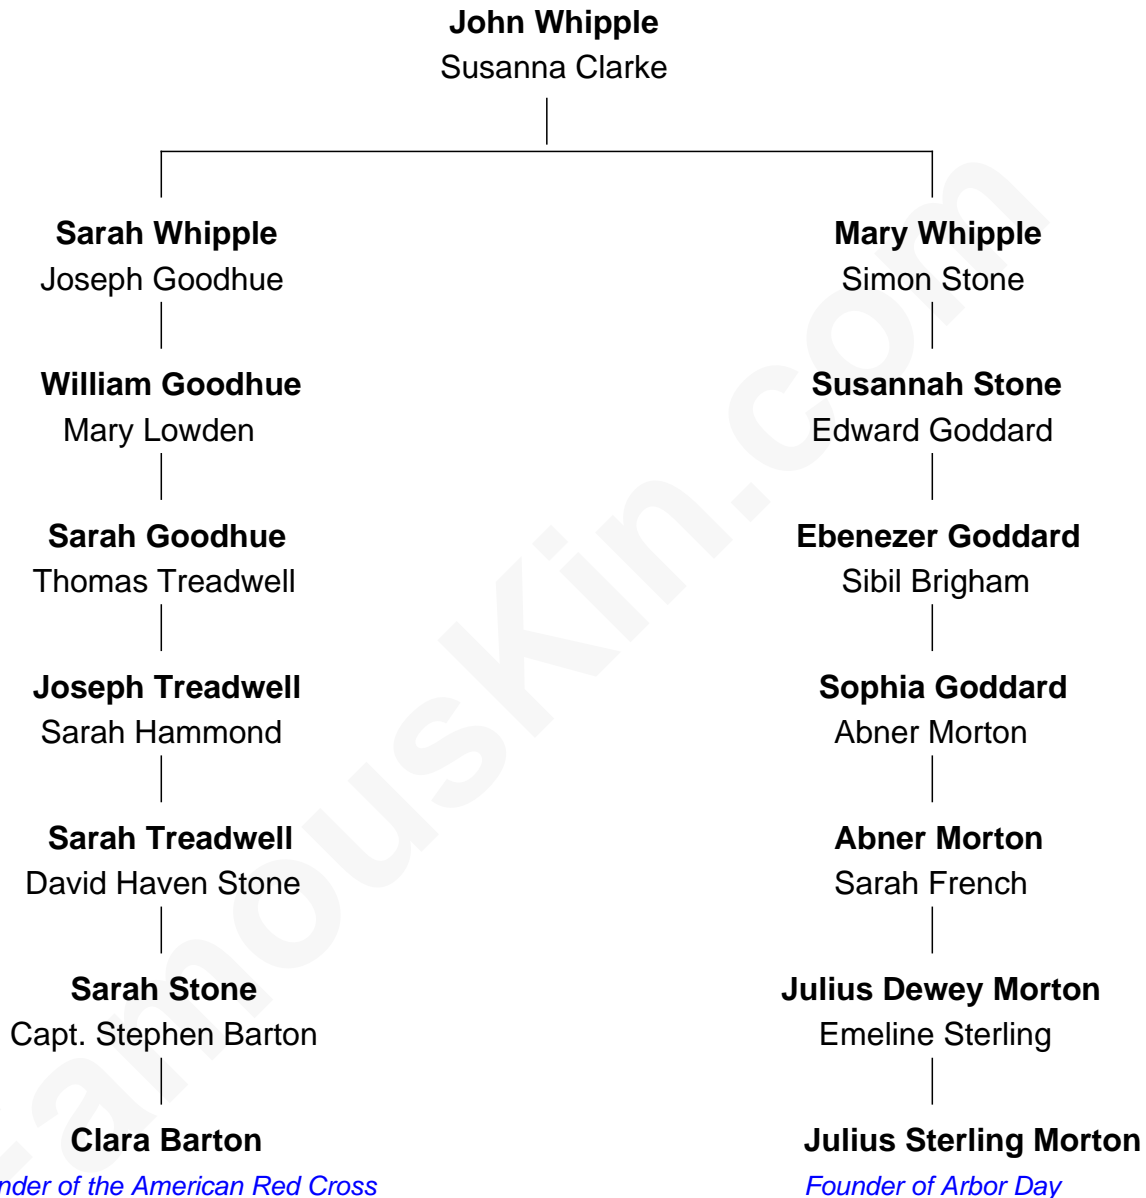 John Whipple
Susanna Clarke
Sarah Whipple
Joseph Goodhue
Mary Whipple
Simon Stone
William Goodhue
Mary Lowden
Susannah Stone
Edward Goddard
Sarah Goodhue
Thomas Treadwell
Ebenezer Goddard
Sibil Brigham
Joseph Treadwell
Sarah Hammond
Sophia Goddard
Abner Morton
Sarah Treadwell
David Haven Stone
Abner Morton
Sarah French
Sarah Stone
Capt. Stephen Barton
Julius Dewey Morton
Emeline Sterling
Clara Barton
nder of the American Red Cross
Julius Sterling Morton
Founder of Arbor Day
amousKin.com